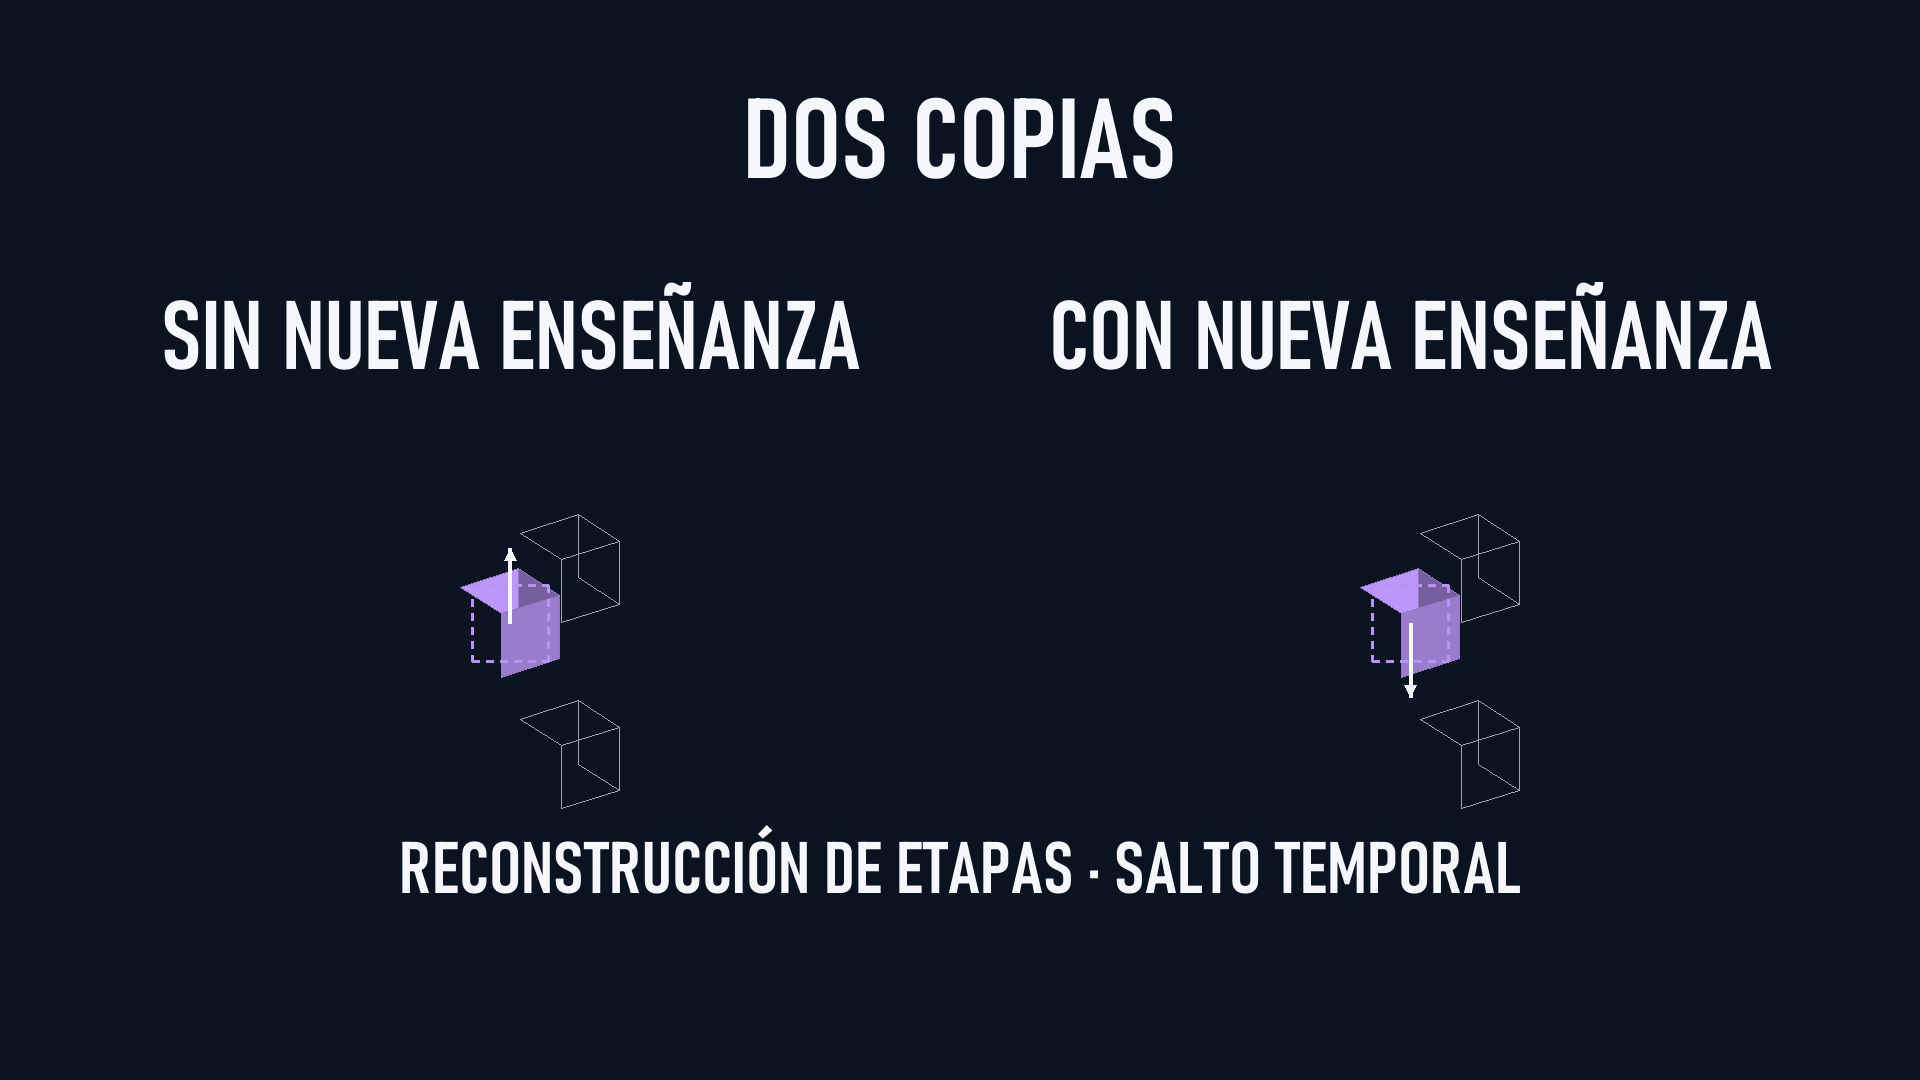 DOS COPIAS
SIN NUEVA ENSEÑANZA
CON NUEVA ENSEÑANZA
RECONSTRUCCIÓN DE ETAPAS · SALTO TEMPORAL